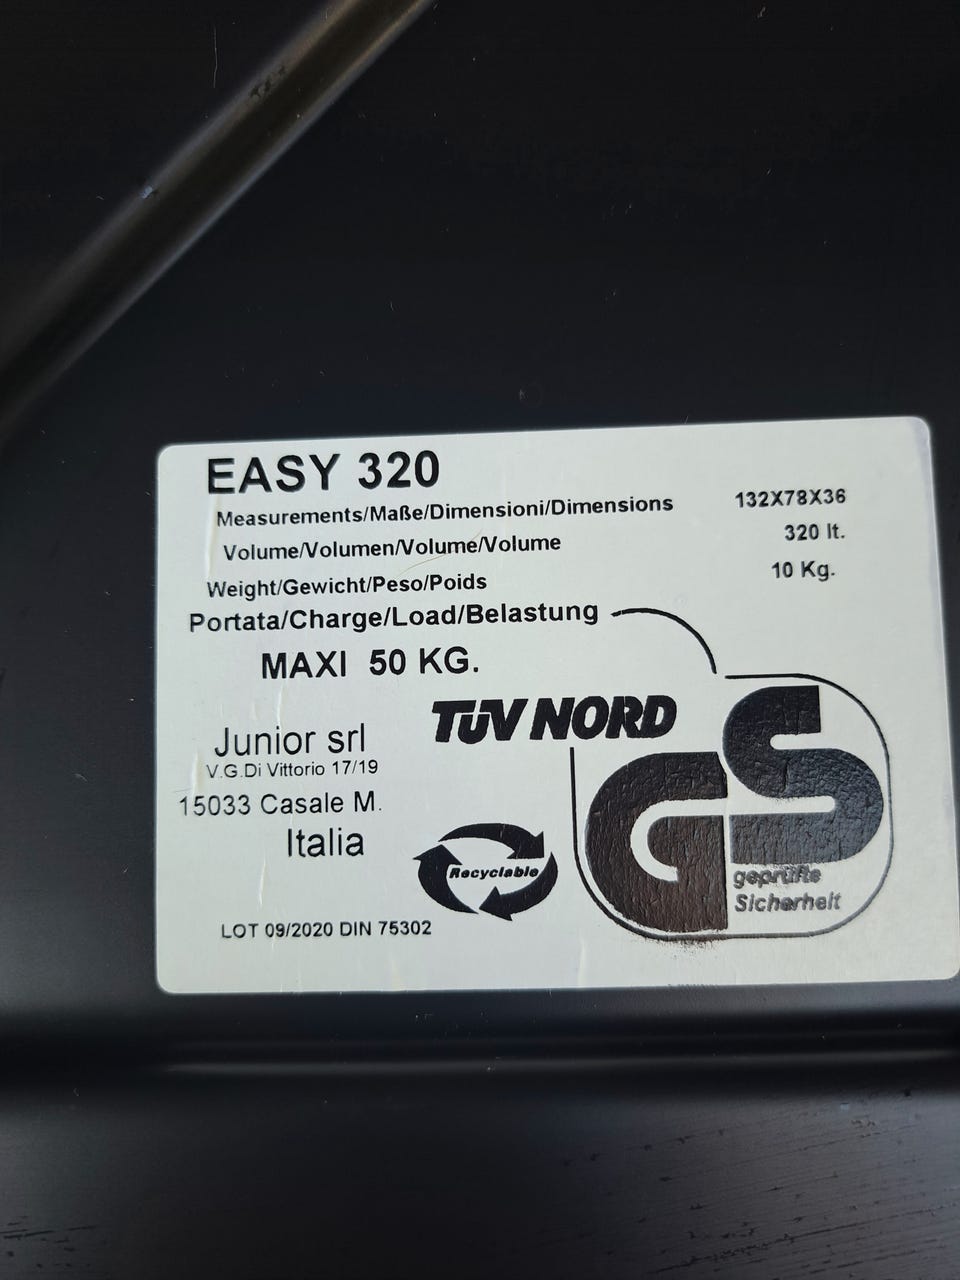 EASY 320
Measurements/Maße/Dimensioni/Dimensions 132X78X36
Volume/Volumen/Volume/Volume 320 lt.
Weight/Gewicht/Peso/Poids 10 Kg.
Portata/Charge/Load/Belastung
MAXI 50 KG.
TÜV NORD
GS
geprüfte
Sicherheit
Junior srl
V.G.Di Vittorio 17/19
15033 Casale M.
Italia
Recyclable
LOT 09/2020 DIN 75302